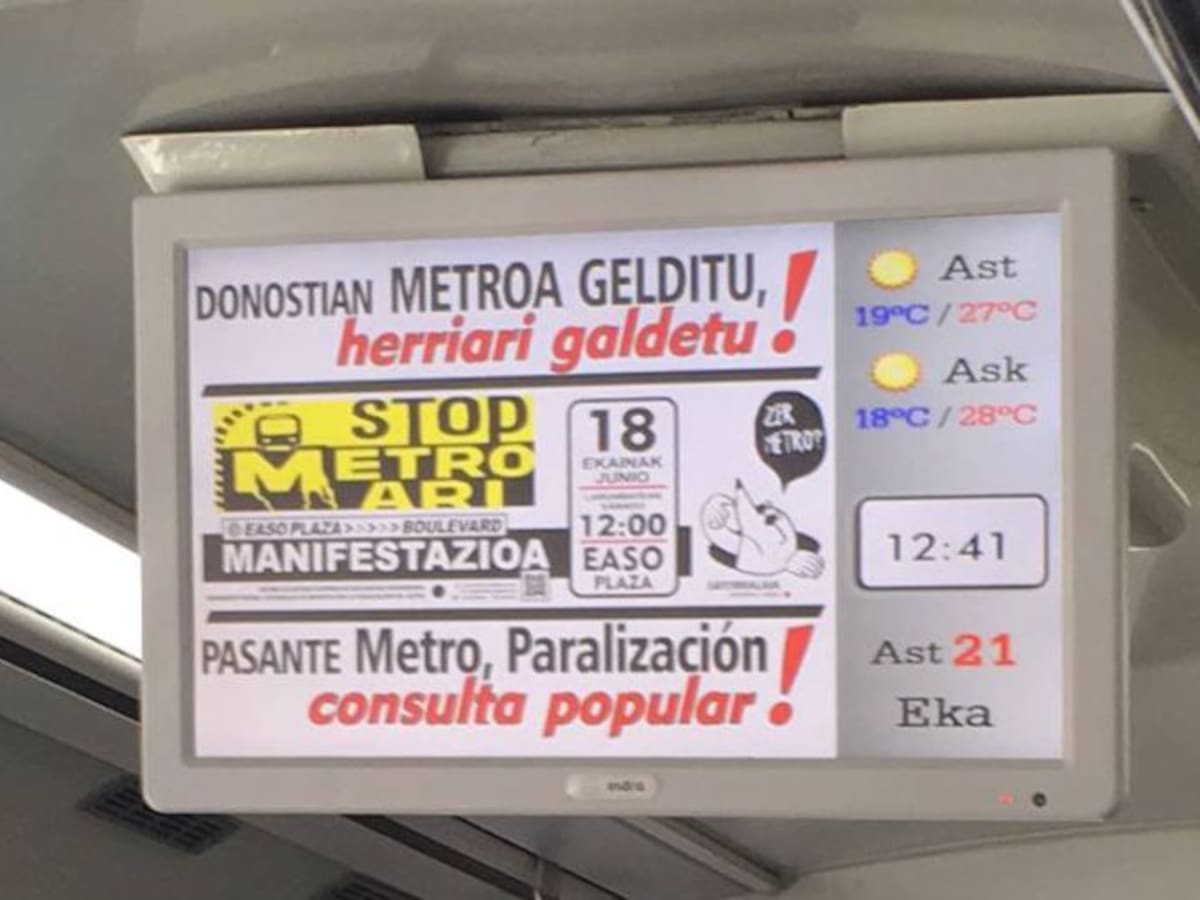 DONOSTIAN METROA GELDITU,
herriari galdetu!
STOP
METRO
ARI
EASO PLAZA >>>>> BOULEVARD
MANIFESTAZIOA
18
EKAINAK
JUNIO
12:00
EASO
PLAZA
ZER
METRO?
PASANTE Metro, Paralización
consulta popular!
Ast
19ºC / 27ºC
Ask
18ºC / 28ºC
12:41
Ast 21
Eka
indra